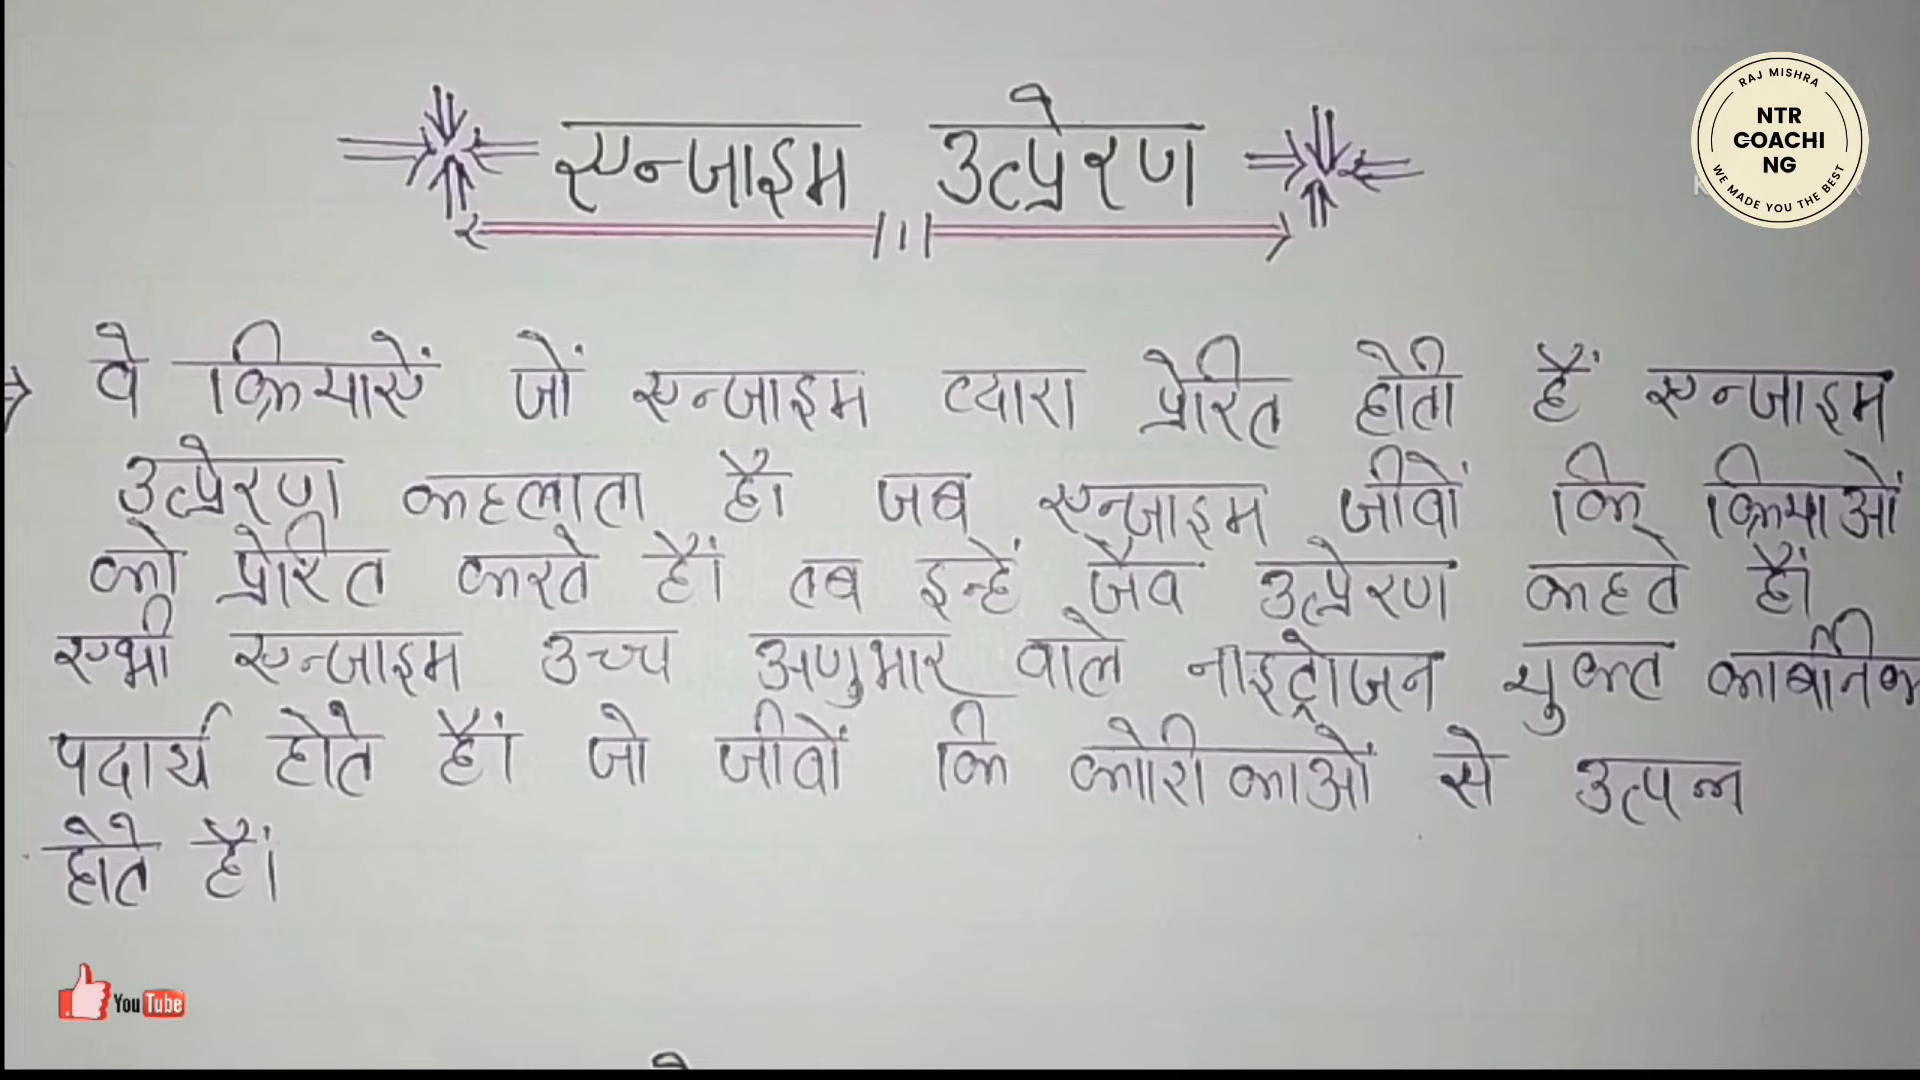 एन्जाइम उत्प्रेरण
RAJ MISHRA
NTR
COACHI
NG
WE MADE YOU THE BEST
वे क्रियाएें जों एन्जाइम व्दारा प्रेरित होती हैं एन्जाइम
उत्प्रेरण कहलाता है। जब एन्जाइम जीवों कि क्रियाओं
को प्रेरित करते हैं। तब इन्हें जैव उत्प्रेरण कहते हैं।
एभी एन्जाइम उच्च अणुभार वाले नाइट्रोजन युक्त कार्बनिक
पदार्थ होते हैं। जो जीवों कि कोशिकाओं से उत्पन्न
होते हैं।
YouTube